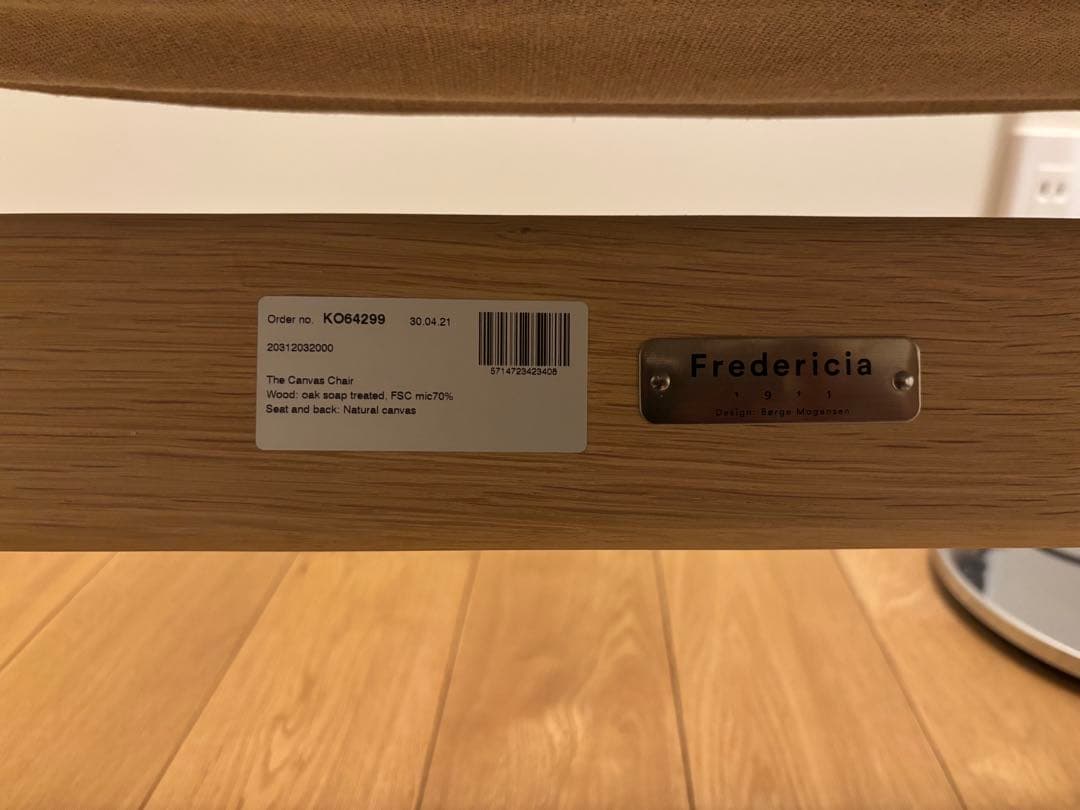 Order no. KO64299 30.04.21
20312032000
5714723423408
The Canvas Chair
Wood: oak soap treated, FSC mic70%
Seat and back: Natural canvas
Fredericia
1 9 1 1
Design: Børge Mogensen